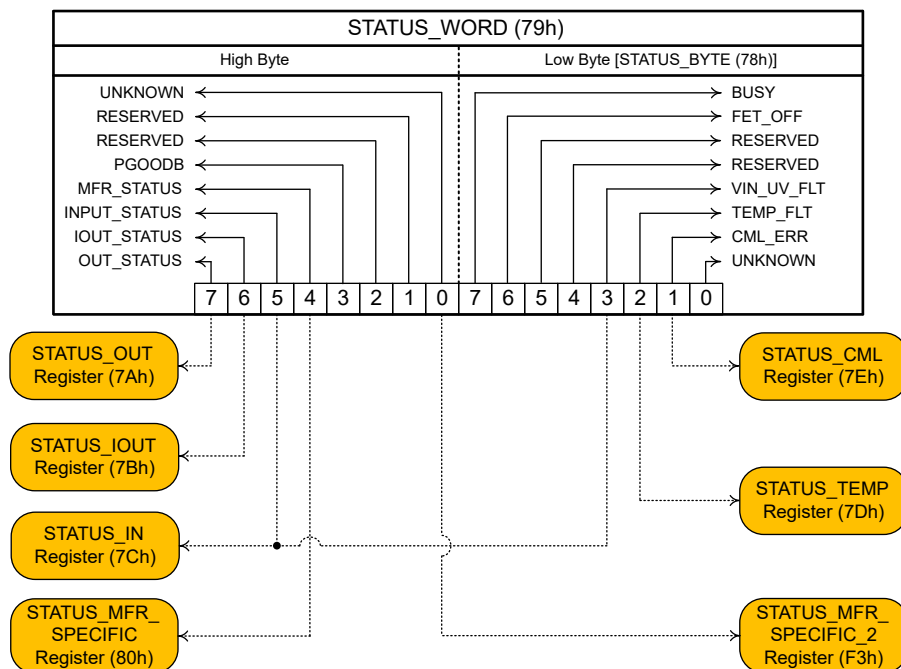 STATUS_WORD (79h)
High Byte
Low Byte [STATUS_BYTE (78h)]
UNKNOWN
BUSY
RESERVED
FET_OFF
RESERVED
RESERVED
PGOODB
RESERVED
MFR_STATUS
VIN_UV_FLT
INPUT_STATUS
TEMP_FLT
IOUT_STATUS
CML_ERR
OUT_STATUS
UNKNOWN
7 6 5 4 3 2 1 0 7 6 5 4 3 2 1 0
STATUS_OUT
Register (7Ah)
STATUS_CML
Register (7Eh)
STATUS_IOUT
Register (7Bh)
STATUS_TEMP
Register (7Dh)
STATUS_IN
Register (7Ch)
STATUS_MFR_
SPECIFIC
Register (80h)
STATUS_MFR_
SPECIFIC_2
Register (F3h)